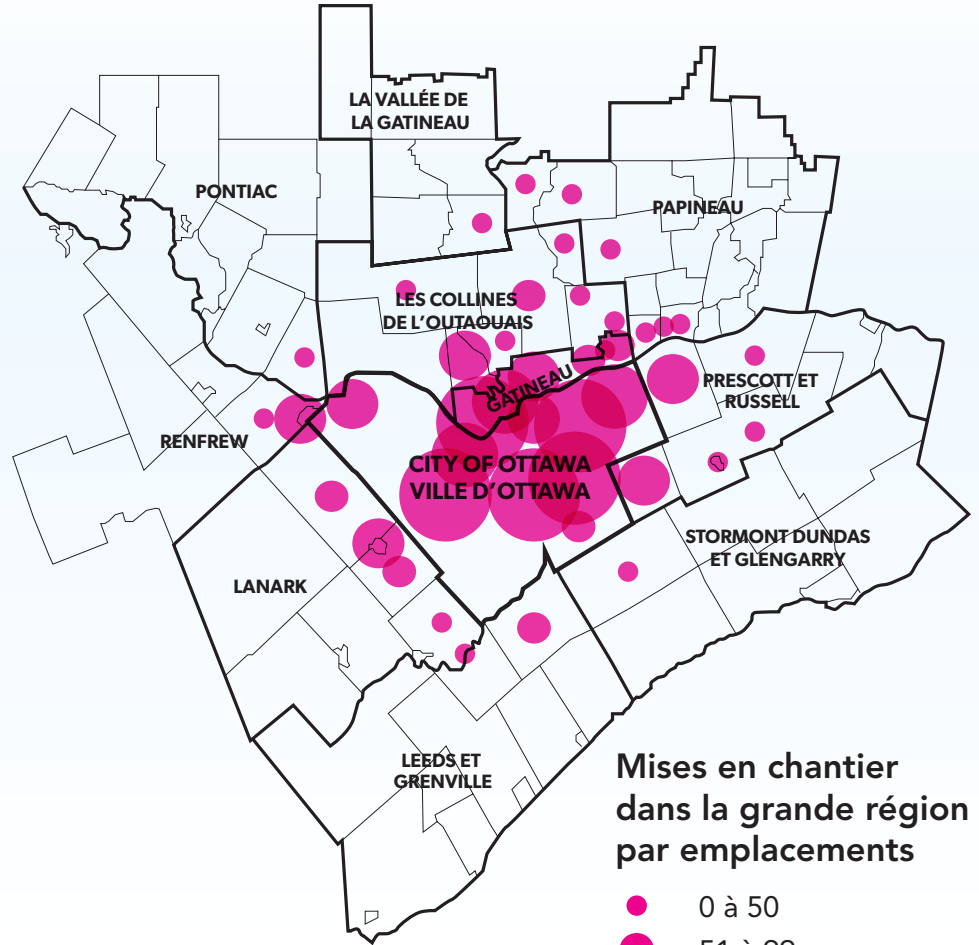 LA VALLÉE DE
LA GATINEAU
PONTIAC
PAPINEAU
LES COLLINES
DE L'OUTAOUAIS
GATINEAU
PRESCOTT ET
RUSSELL
RENFREW
CITY OF OTTAWA
VILLE D'OTTAWA
STORMONT DUNDAS
ET GLENGARRY
LANARK
LEEDS ET
GRENVILLE
Mises en chantier
dans la grande région
par emplacements
0 à 50
51 à